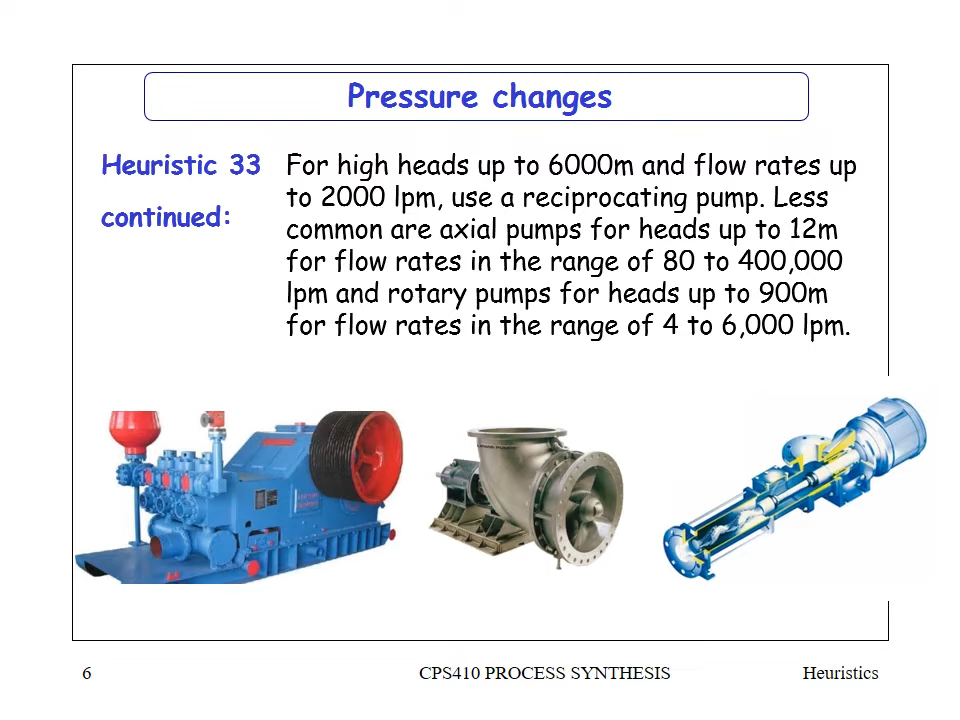 Pressure changes
Heuristic 33
continued:
For high heads up to 6000m and flow rates up
to 2000 lpm, use a reciprocating pump. Less
common are axial pumps for heads up to 12m
for flow rates in the range of 80 to 400,000
lpm and rotary pumps for heads up to 900m
for flow rates in the range of 4 to 6,000 lpm.
6
CPS410 PROCESS SYNTHESIS
Heuristics